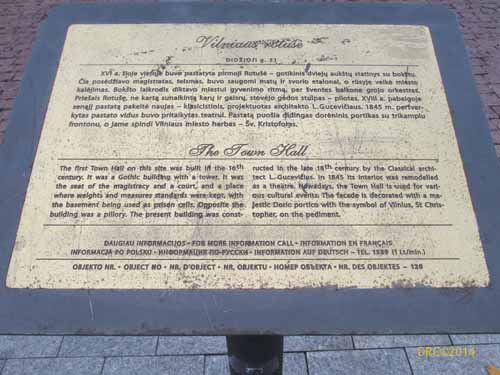 Vilniaus rotušė
DIDŽIOJI g. 31
XVI a. šioje vietoje buvo pastatyta pirmoji Rotušė – gotikinis dviejų aukštų statinys su bokštu.
Čia posėdžiavo magistratas, teismas, buvo saugomi matų ir svorio etalonai, o rūsyje veikė miesto
kalėjimas. Bokšto laikrodis diktavo miestui gyvenimo ritmą, per šventes balkone grojo orkestras.
Priešais Rotušę, ne kartą sunaikintą karų ir gaisrų, stovėjo gėdos stulpas – pilotas. XVIII a. pabaigoje
senąjį pastatą pakeitė naujas – klasicistinis, projektuotas architekto L. Gucevičiaus. 1845 m. pertvar-
kytas pastato vidus buvo pritaikytas teatrui. Pastatą puošia didingas dorėninis portikas su trikampiu
frontonu, o jame spindi Vilniaus miesto herbas – Šv. Kristoforas.
The Town Hall
The first Town Hall on this site was built in the 16th
century. It was a Gothic building with a tower. It was
the seat of the magistracy and a court, and a place
where weights and measures standards were kept, with
the basement being used as prison cells. Opposite the
building was a pillory. The present building was const-
ructed in the late 18th century by the Classical archi-
tect L. Gucevičius. In 1845 its interior was remodelled
as a theatre. Nowadays, the Town Hall is used for vari-
ous cultural events. The facade is decorated with a ma-
jestic Doric portico with the symbol of Vilnius, St Chris-
topher, on the pediment.
DAUGIAU INFORMACIJOS – FOR MORE INFORMATION CALL – INFORMATION EN FRANÇAIS
INFORMACJA PO POLSKU – ИНФОРМАЦИЯ ПО-РУССКИ – INFORMATION AUF DEUTSCH – TEL. 1589 (1 Lt/min.)
OBJEKTO NR. – OBJECT NO – NR. D'OBJECT – NR. OBJEKTU – НОМЕР ОБЪЕКТА – NR. DES OBJEKTES – 120
DRC©2014